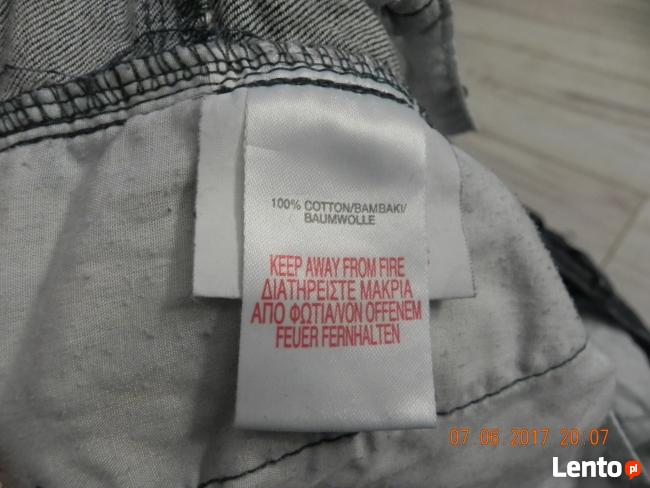 100% COTTON/BAMBAKI/
BAUMWOLLE
KEEP AWAY FROM FIRE
ΔΙΑΤΗΡΕΙΣΤΕ ΜΑΚΡΙΑ
ΑΠΟ ΦΩΤΙΑ/VON OFFENEM
FEUER FERNHALTEN
07-06-2017 20:07
Lento.pl